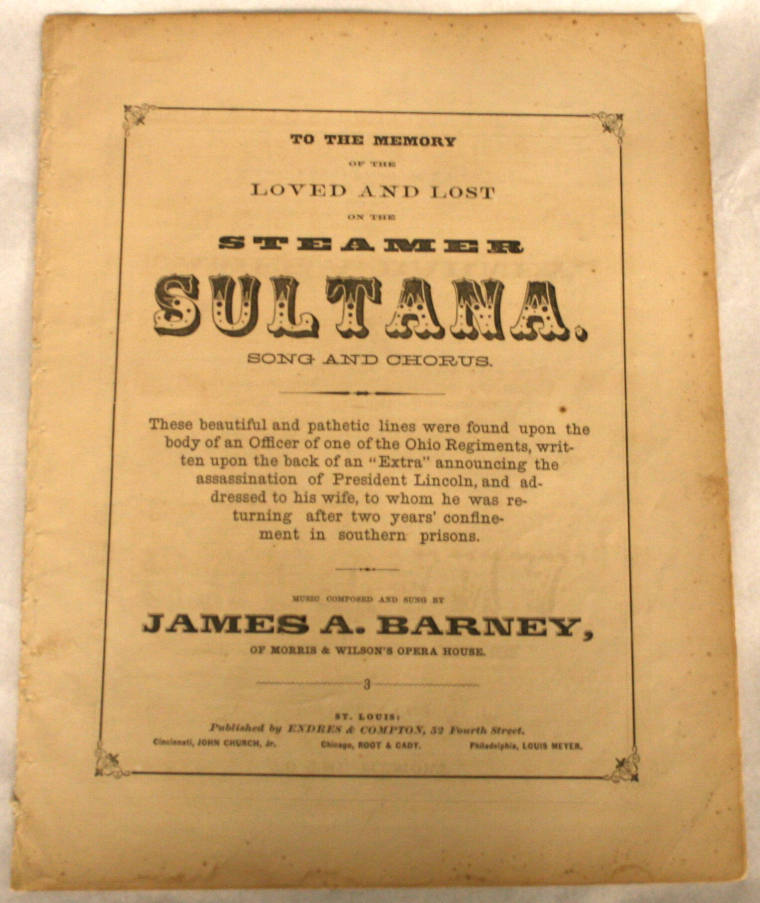 TO THE MEMORY
OF THE
LOVED AND LOST
ON THE
STEAMER
SULTANA.
SONG AND CHORUS.
These beautiful and pathetic lines were found upon the
body of an Officer of one of the Ohio Regiments, writ-
ten upon the back of an "Extra" announcing the
assassination of President Lincoln, and ad-
dressed to his wife, to whom he was re-
turning after two years' confine-
ment in southern prisons.
MUSIC COMPOSED AND SUNG BY
JAMES A. BARNEY,
OF MORRIS & WILSON'S OPERA HOUSE.
3
ST. LOUIS:
Published by ENDRES & COMPTON, 52 Fourth Street.
Cincinnati, JOHN CHURCH, Jr. Chicago, ROOT & CADY. Philadelphia, LOUIS MEYER.